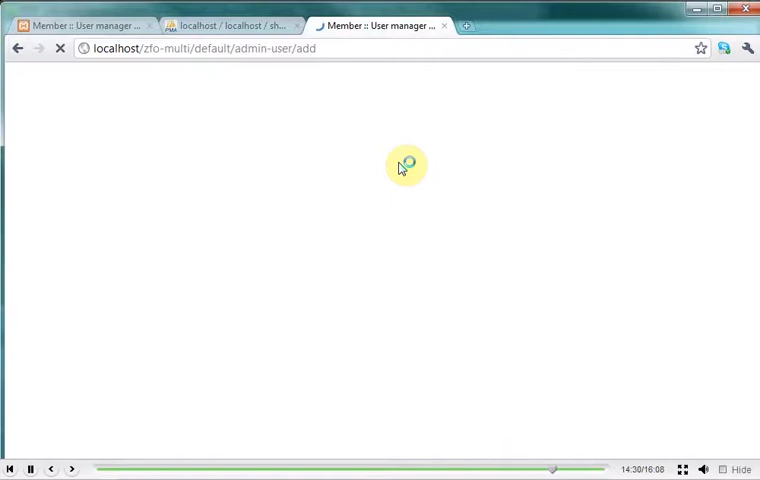 Member :: User manager ...
PMA
localhost / localhost / sh...
Member :: User manager ...
localhost/zfo-multi/default/admin-user/add
14:30/16:08
Hide